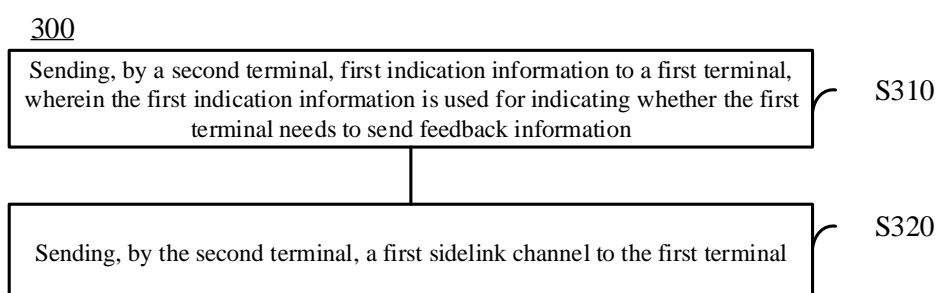 300
Sending, by a second terminal, first indication information to a first terminal,
wherein the first indication information is used for indicating whether the first
terminal needs to send feedback information
S310
Sending, by the second terminal, a first sidelink channel to the first terminal
S320